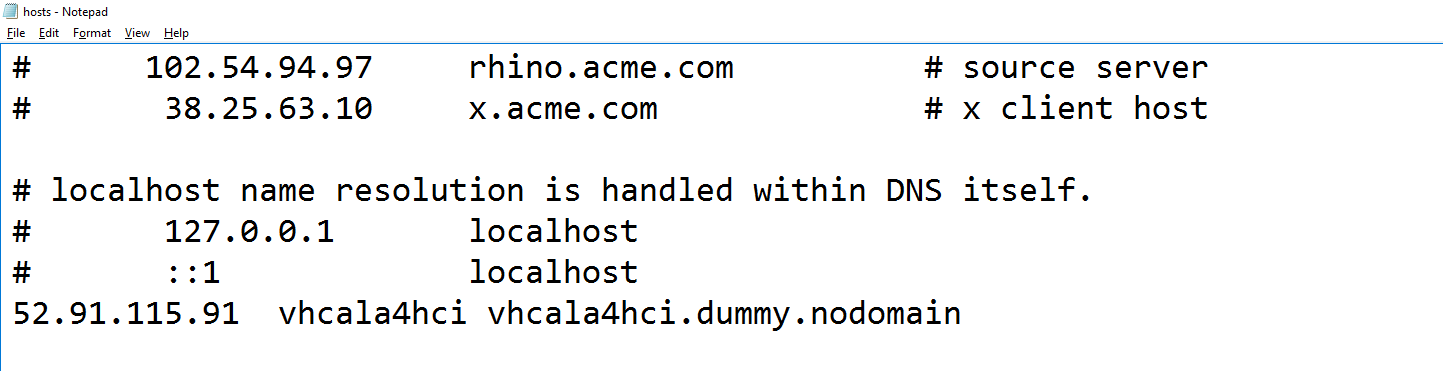 hosts - Notepad
File Edit Format View Help
#      102.54.94.97     rhino.acme.com          # source server
#       38.25.63.10     x.acme.com              # x client host
# localhost name resolution is handled within DNS itself.
#       127.0.0.1       localhost
#       ::1             localhost
52.91.115.91  vhcala4hci vhcala4hci.dummy.nodomain